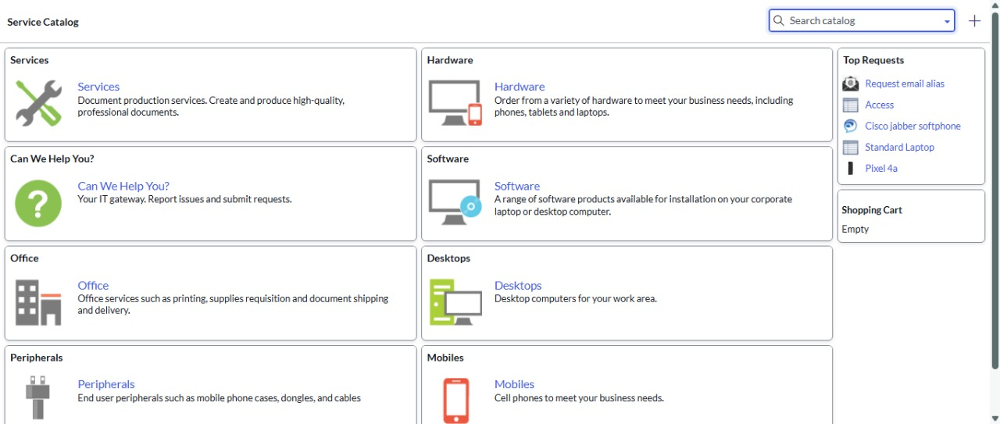 Service Catalog
Search catalog
Services
Services
Document production services. Create and produce high-quality,
professional documents.
Hardware
Hardware
Order from a variety of hardware to meet your business needs, including
phones, tablets and laptops.
Can We Help You?
Can We Help You?
Your IT gateway. Report issues and submit requests.
Software
Software
A range of software products available for installation on your corporate
laptop or desktop computer.
Office
Office
Office services such as printing, supplies requisition and document shipping
and delivery.
Desktops
Desktops
Desktop computers for your work area.
Peripherals
Peripherals
End user peripherals such as mobile phone cases, dongles, and cables
Mobiles
Mobiles
Cell phones to meet your business needs.
Top Requests
Request email alias
Access
Cisco jabber softphone
Standard Laptop
Pixel 4a
Shopping Cart
Empty